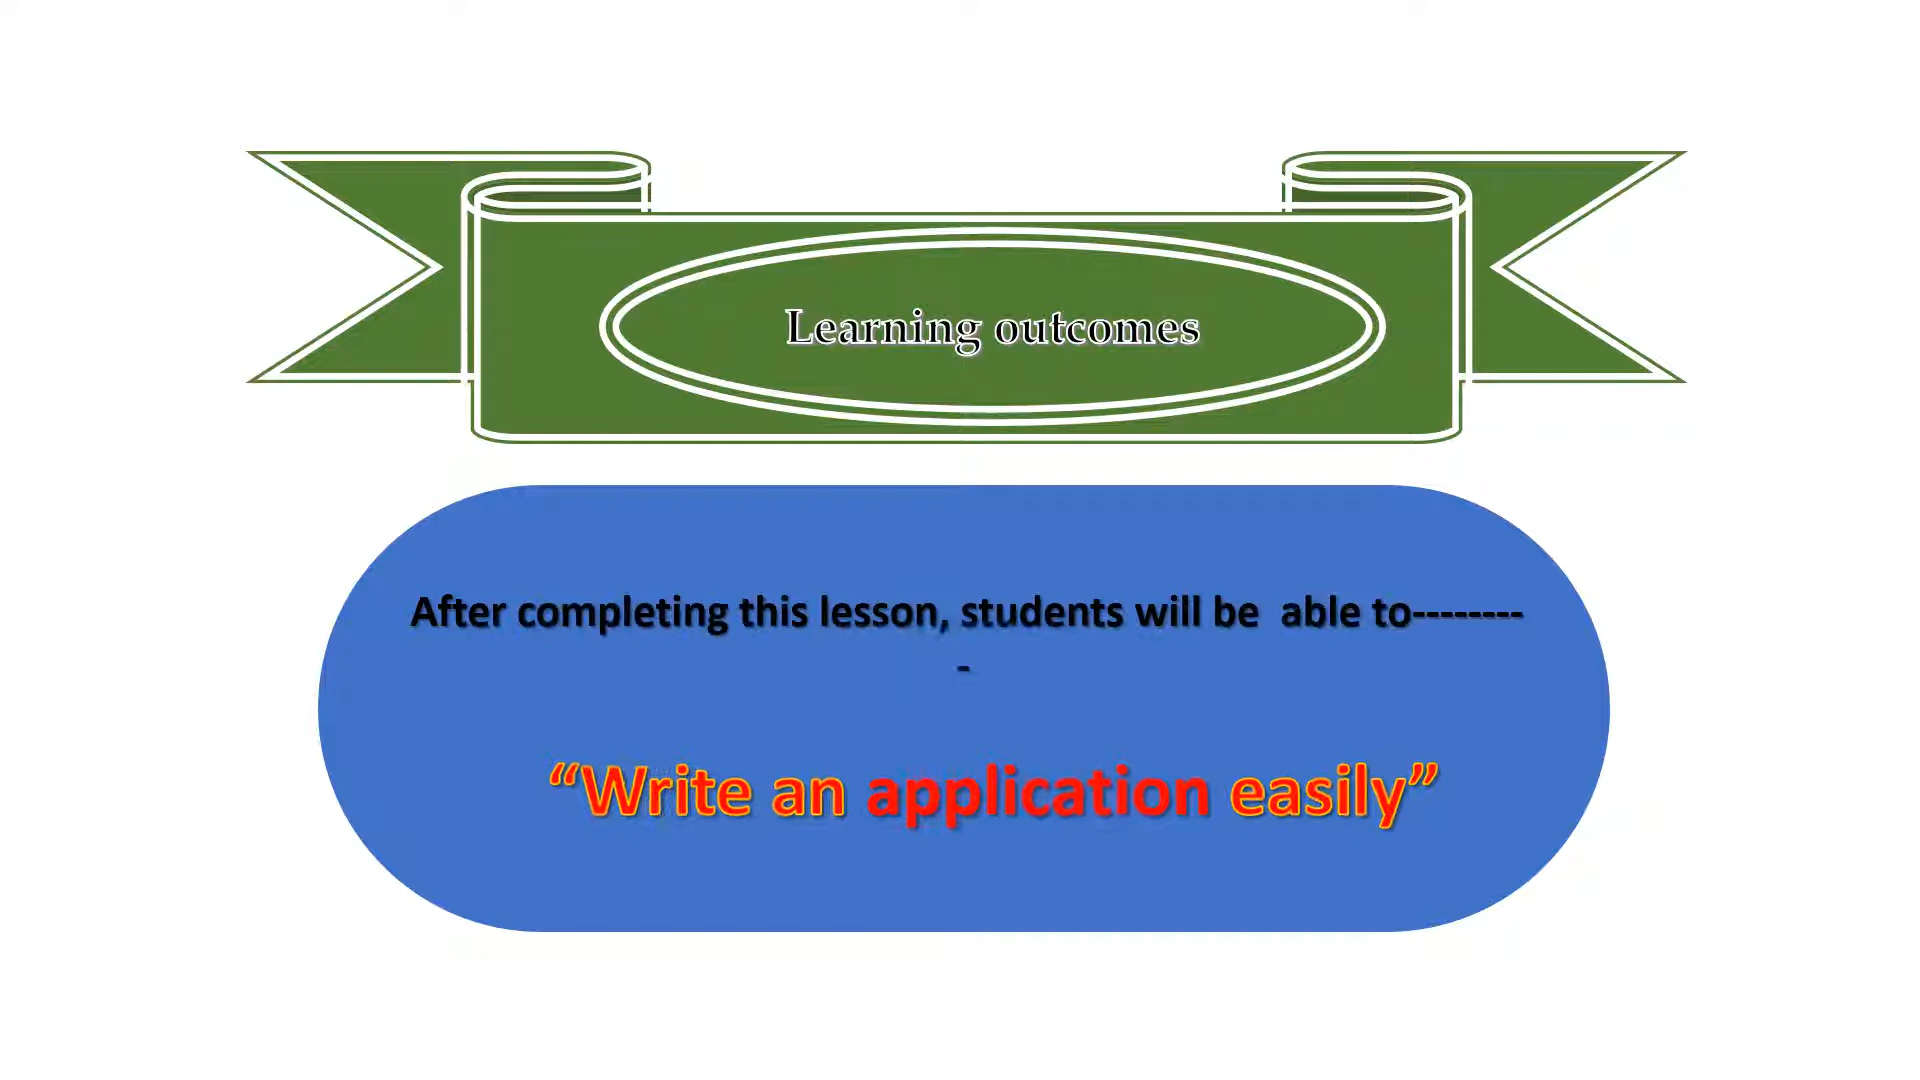 Learning outcomes
After completing this lesson, students will be  able to--------
-
“Write an application easily”